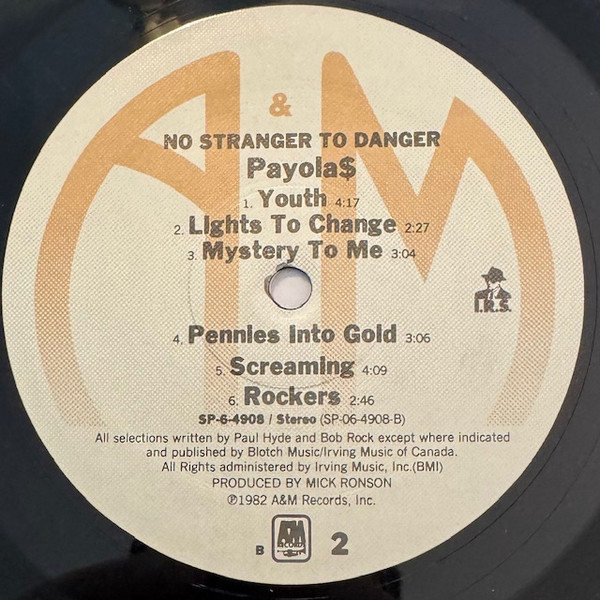 A&M
NO STRANGER TO DANGER
Payola$
1. Youth 4:17
2. Lights To Change 2:27
3. Mystery To Me 3:04
I.R.S.
4. Pennies Into Gold 3:06
5. Screaming 4:09
6. Rockers 2:46
SP-6-4908 / Stereo (SP-06-4908-B)
All selections written by Paul Hyde and Bob Rock except where indicated
and published by Blotch Music/Irving Music of Canada.
All Rights administered by Irving Music, Inc.(BMI)
PRODUCED BY MICK RONSON
℗1982 A&M Records, Inc.
B A&M RECORDS 2